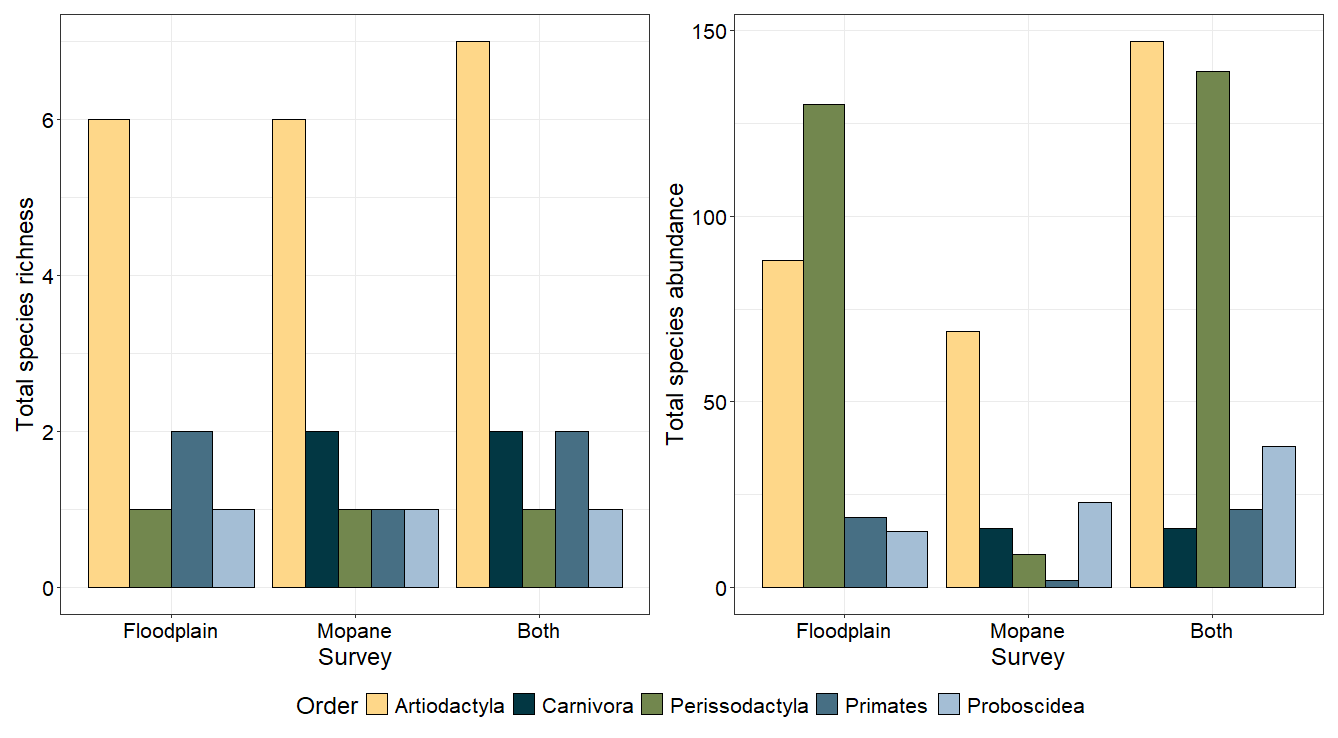 Total species richness
6
4
2
0
Floodplain Mopane Both
Survey
Total species abundance
150
100
50
0
Floodplain Mopane Both
Survey
Order Artiodactyla Carnivora Perissodactyla Primates Proboscidea